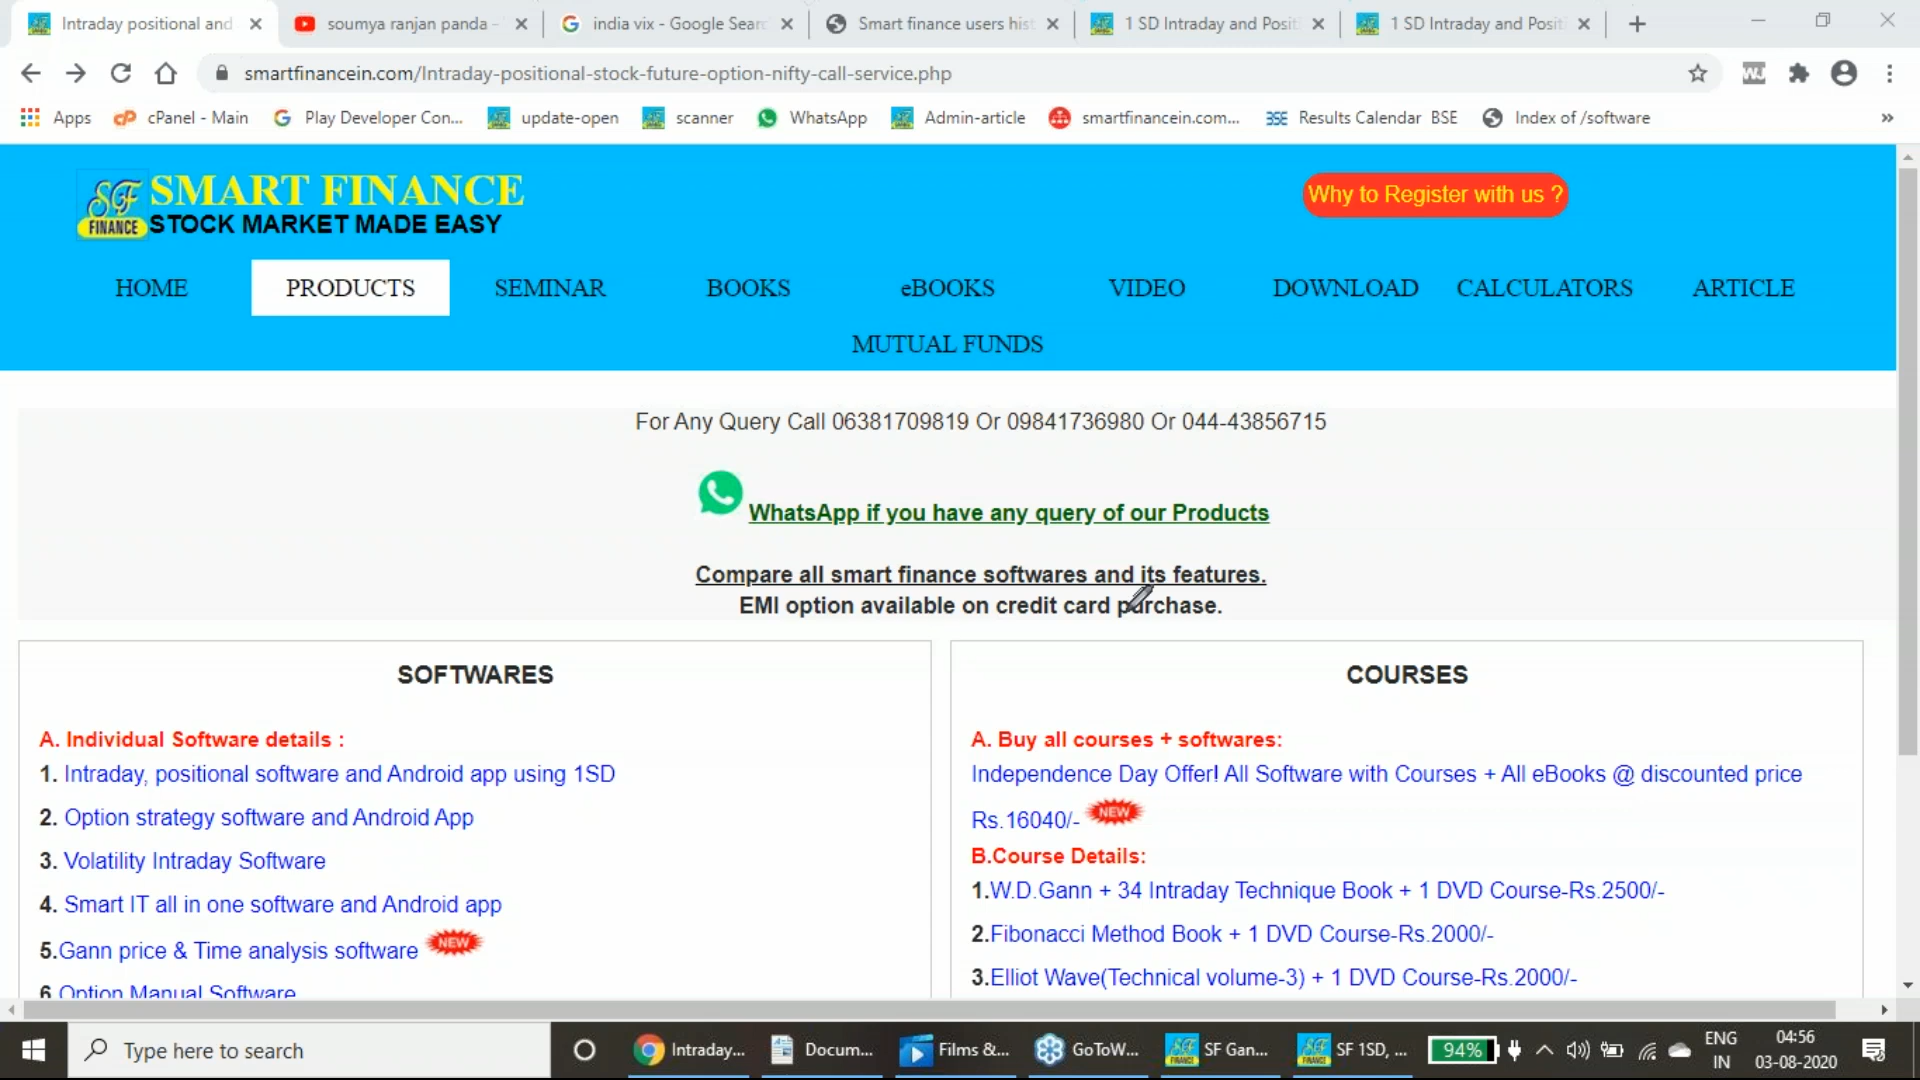 Intraday positional and
soumya ranjan panda -
india vix - Google Searc
Smart finance users hist
1 SD Intraday and Positi
1 SD Intraday and Positi
smartfinancein.com/Intraday-positional-stock-future-option-nifty-call-service.php
Apps
cPanel - Main
Play Developer Con...
update-open
scanner
WhatsApp
Admin-article
smartfinancein.com...
BSE Results Calendar BSE
Index of /software
»
SF FINANCE
SMART FINANCE
STOCK MARKET MADE EASY
Why to Register with us ?
HOME
PRODUCTS
SEMINAR
BOOKS
eBOOKS
VIDEO
DOWNLOAD
CALCULATORS
ARTICLE
MUTUAL FUNDS
For Any Query Call 06381709819 Or 09841736980 Or 044-43856715
WhatsApp if you have any query of our Products
Compare all smart finance softwares and its features.
EMI option available on credit card purchase.
SOFTWARES
A. Individual Software details :
1. Intraday, positional software and Android app using 1SD
2. Option strategy software and Android App
3. Volatility Intraday Software
4. Smart IT all in one software and Android app
5.Gann price & Time analysis software NEW
6 Option Manual Software
COURSES
A. Buy all courses + softwares:
Independence Day Offer! All Software with Courses + All eBooks @ discounted price
Rs.16040/- NEW
B.Course Details:
1.W.D.Gann + 34 Intraday Technique Book + 1 DVD Course-Rs.2500/-
2.Fibonacci Method Book + 1 DVD Course-Rs.2000/-
3.Elliot Wave(Technical volume-3) + 1 DVD Course-Rs.2000/-
Type here to search
Intraday...
Docum...
Films &...
GoToW...
SF Gan...
SF 1SD, ...
94%
ENG
IN
04:56
03-08-2020